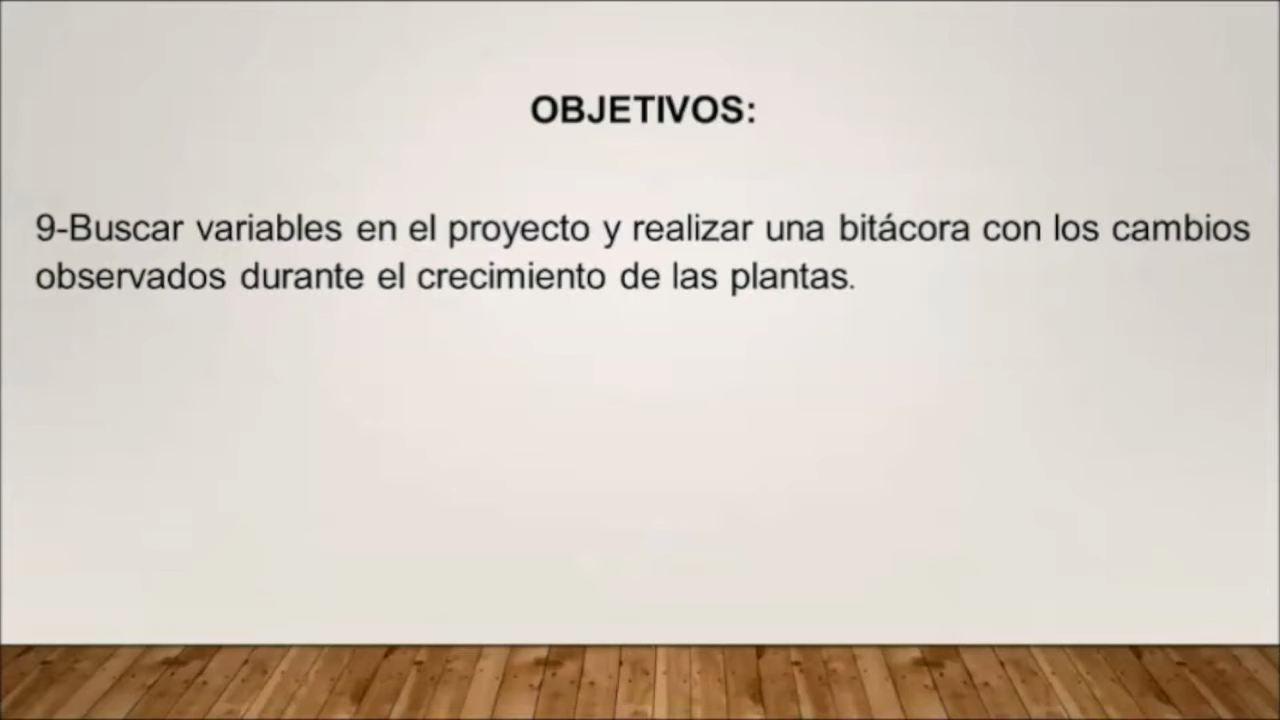 OBJETIVOS:
9-Buscar variables en el proyecto y realizar una bitácora con los cambios
observados durante el crecimiento de las plantas.